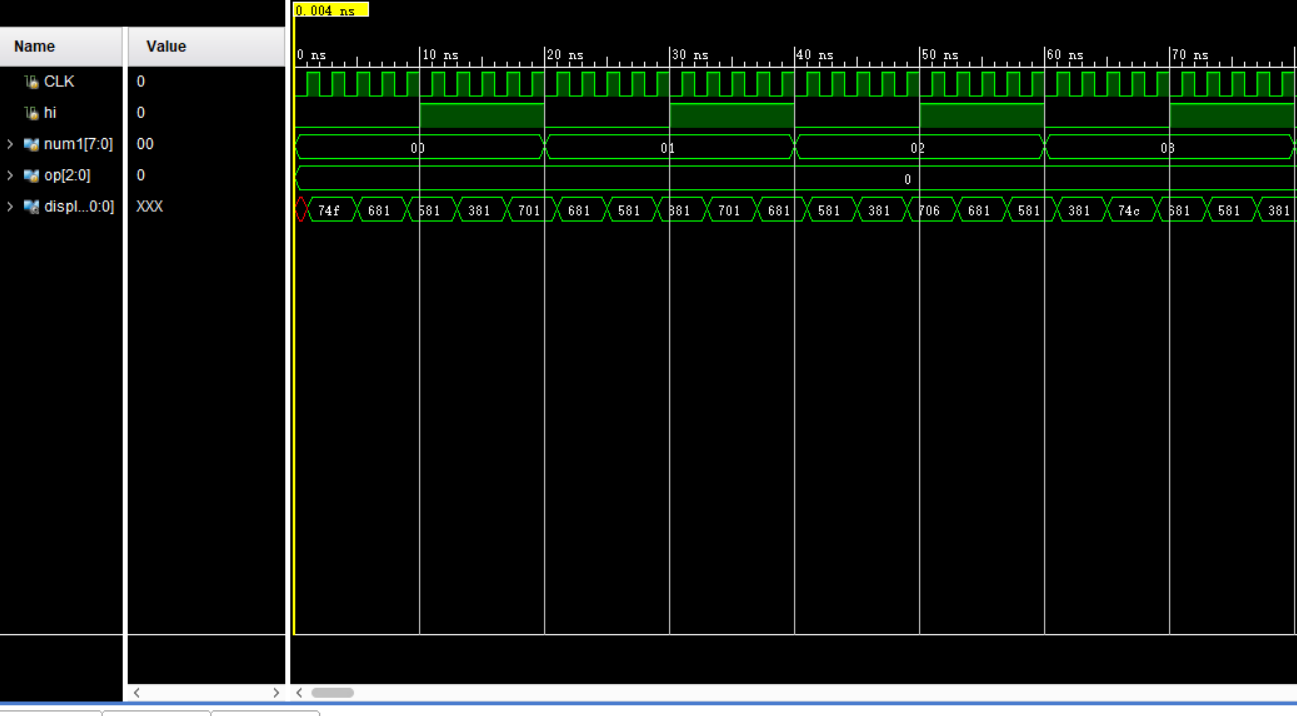 0.004 ns
Name Value
0 ns 10 ns 20 ns 30 ns 40 ns 50 ns 60 ns 70 ns
CLK 0
hi 0
num1[7:0] 00 00 01 02 03
op[2:0] 0 0
displ...0:0] XXX 74f 681 581 381 701 681 581 381 701 681 581 381 706 681 581 381 74c 681 581 381